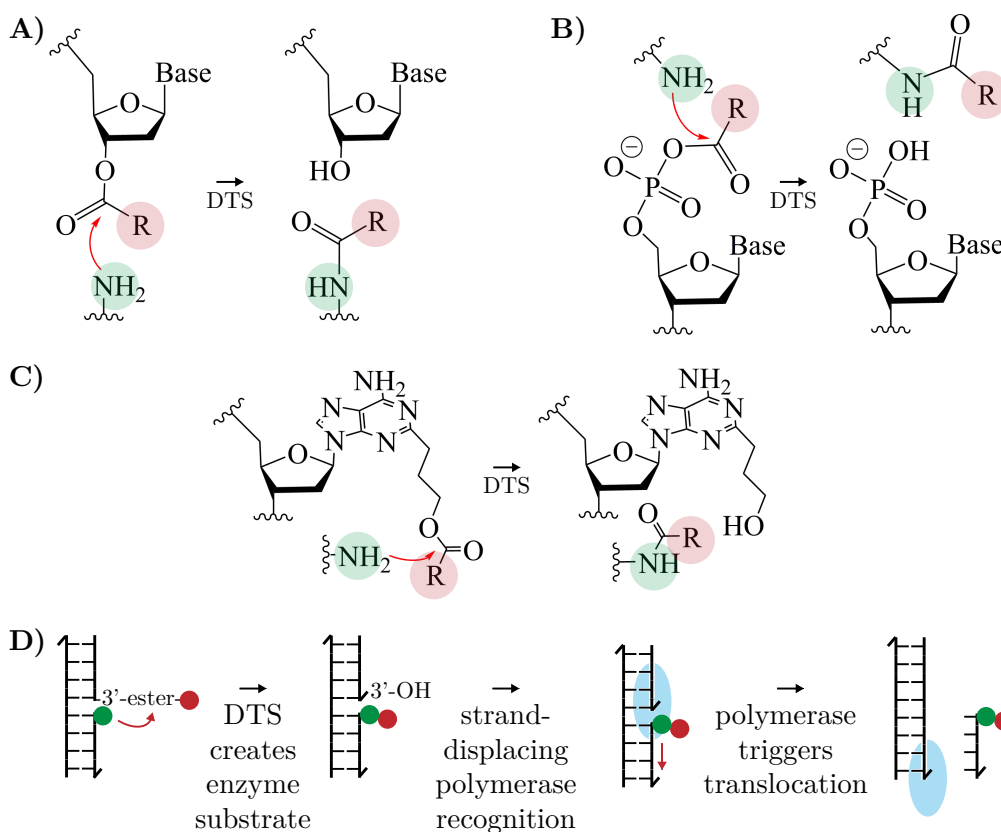 A)
Base
O
O
O
R
NH₂
DTS
Base
O
HO
O
R
HN
B)
NH₂
R
O
O
⊖
O
P
O
O
Base
O
DTS
O
N
H
R
⊖
OH
O
P
O
O
Base
O
C)
NH₂
N
N
N
N
O
O
O
NH₂
R
DTS
NH₂
N
N
N
N
O
HO
O
R
NH
D)
3'-ester
DTS
creates
enzyme
substrate
3'-OH
strand-
displacing
polymerase
recognition
polymerase
triggers
translocation